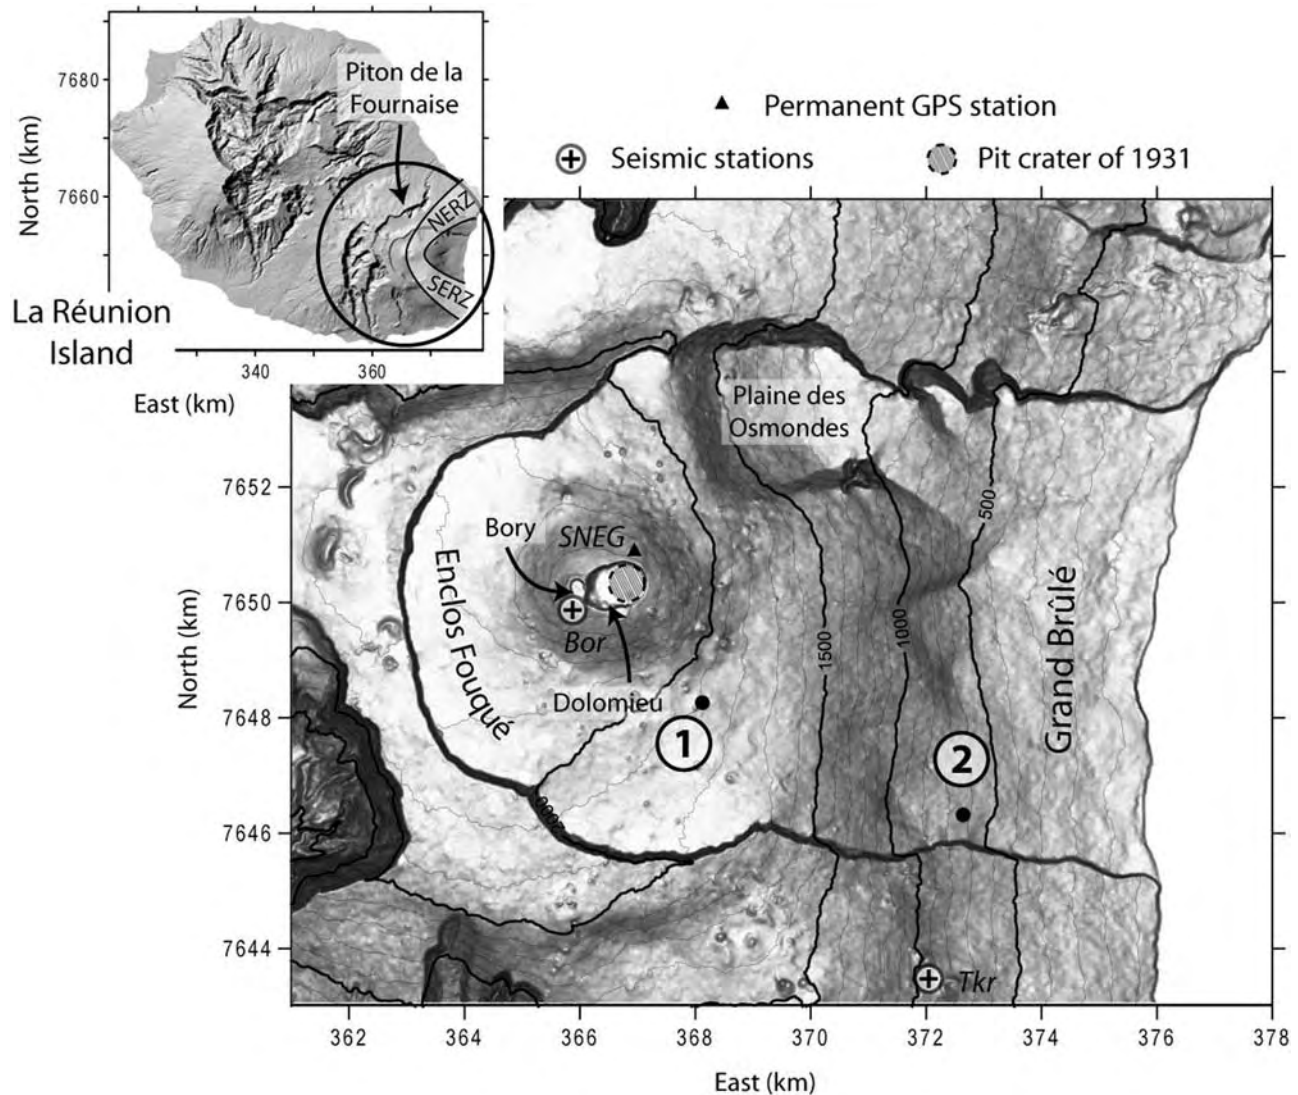 Piton de la
Fournaise
7680
7660
North (km)
NERZ
SERZ
La Réunion
Island
340
360
East (km)
Permanent GPS station
Seismic stations
Pit crater of 1931
Plaine des
Osmondes
7652
7650
7648
7646
7644
North (km)
Bory
SNEG
Bor
Dolomieu
Enclos Fouqué
2000
1500
1000
500
Grand Brûlé
1
2
Tkr
362
364
366
368
370
372
374
376
378
East (km)